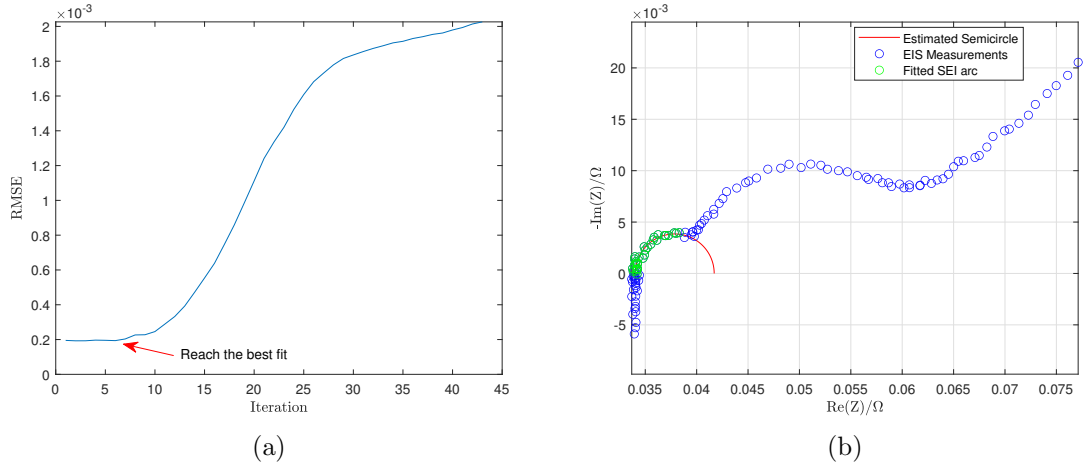 ×10⁻³
2
1.8
1.6
1.4
1.2
1
0.8
0.6
0.4
0.2
0
RMSE
0 5 10 15 20 25 30 35 40 45
Iteration
Reach the best fit
(a)
×10⁻³
20
15
10
5
0
-5
-Im(Z)/Ω
0.035 0.04 0.045 0.05 0.055 0.06 0.065 0.07 0.075
Re(Z)/Ω
Estimated Semicircle
EIS Measurements
Fitted SEI arc
(b)